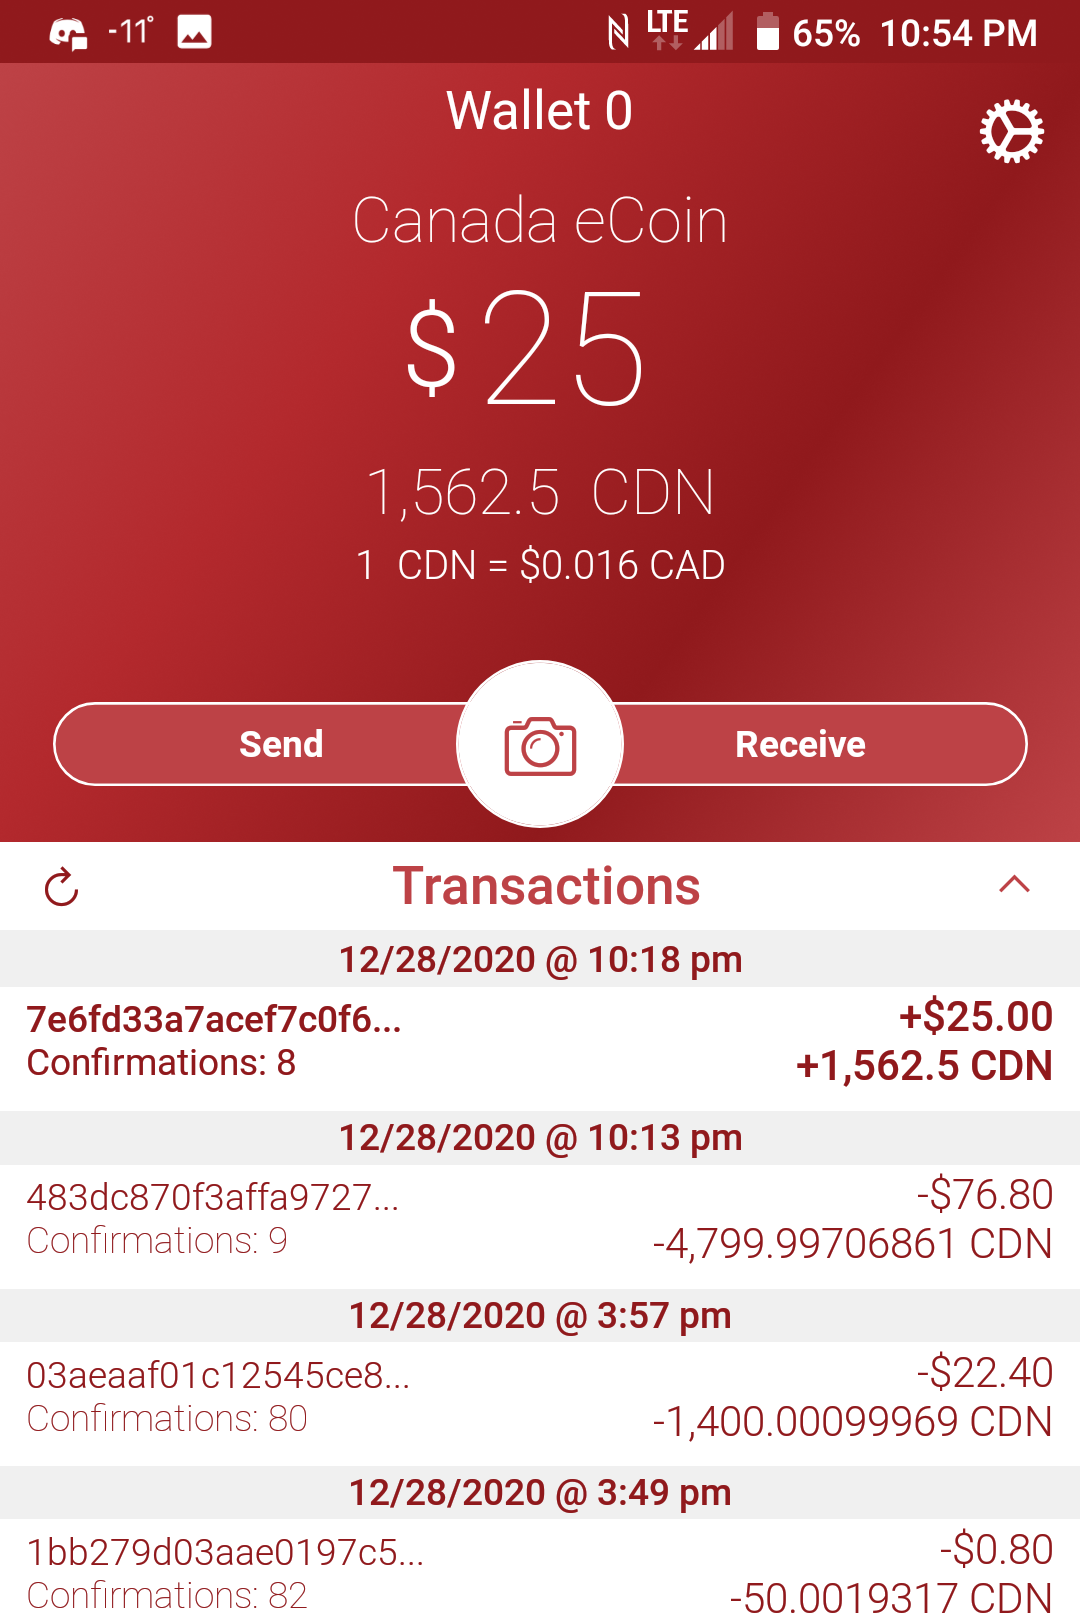 -11° LTE 65% 10:54 PM
Wallet 0
Canada eCoin
$25
1,562.5 CDN
1 CDN = $0.016 CAD
Send Receive
Transactions
12/28/2020 @ 10:18 pm
7e6fd33a7acef7c0f6... +$25.00
Confirmations: 8 +1,562.5 CDN
12/28/2020 @ 10:13 pm
483dc870f3affa9727... -$76.80
Confirmations: 9 -4,799.99706861 CDN
12/28/2020 @ 3:57 pm
03aeaaf01c12545ce8... -$22.40
Confirmations: 80 -1,400.00099969 CDN
12/28/2020 @ 3:49 pm
1bb279d03aae0197c5... -$0.80
Confirmations: 82 -50.0019317 CDN